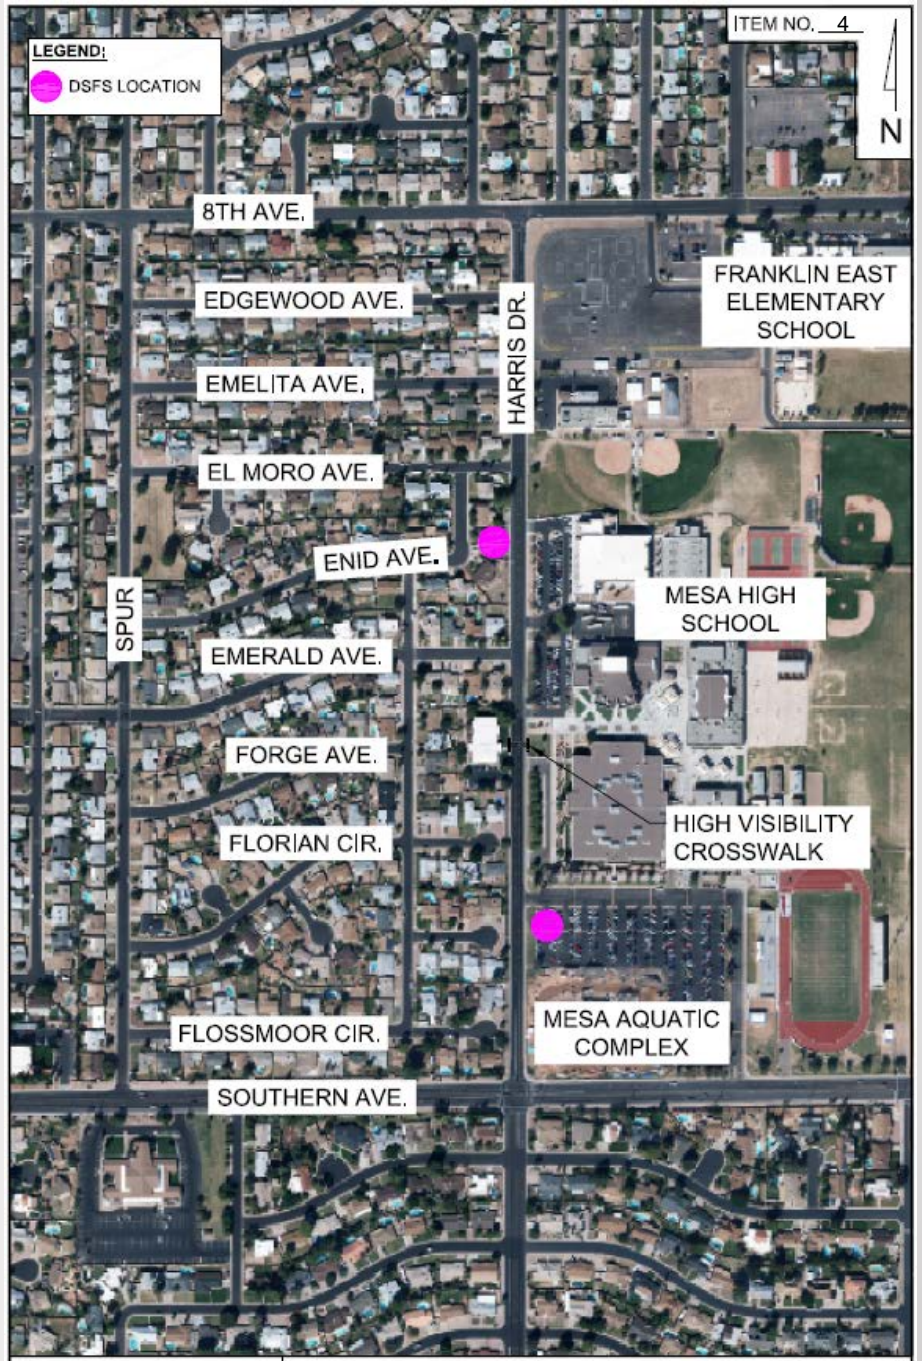 ITEM NO. 4
LEGEND:
DSFS LOCATION
N
8TH AVE.
FRANKLIN EAST
ELEMENTARY
SCHOOL
EDGEWOOD AVE.
HARRIS DR.
EMELITA AVE.
EL MORO AVE.
ENID AVE.
MESA HIGH
SCHOOL
SPUR
EMERALD AVE.
FORGE AVE.
HIGH VISIBILITY
CROSSWALK
FLORIAN CIR.
MESA AQUATIC
COMPLEX
FLOSSMOOR CIR.
SOUTHERN AVE.